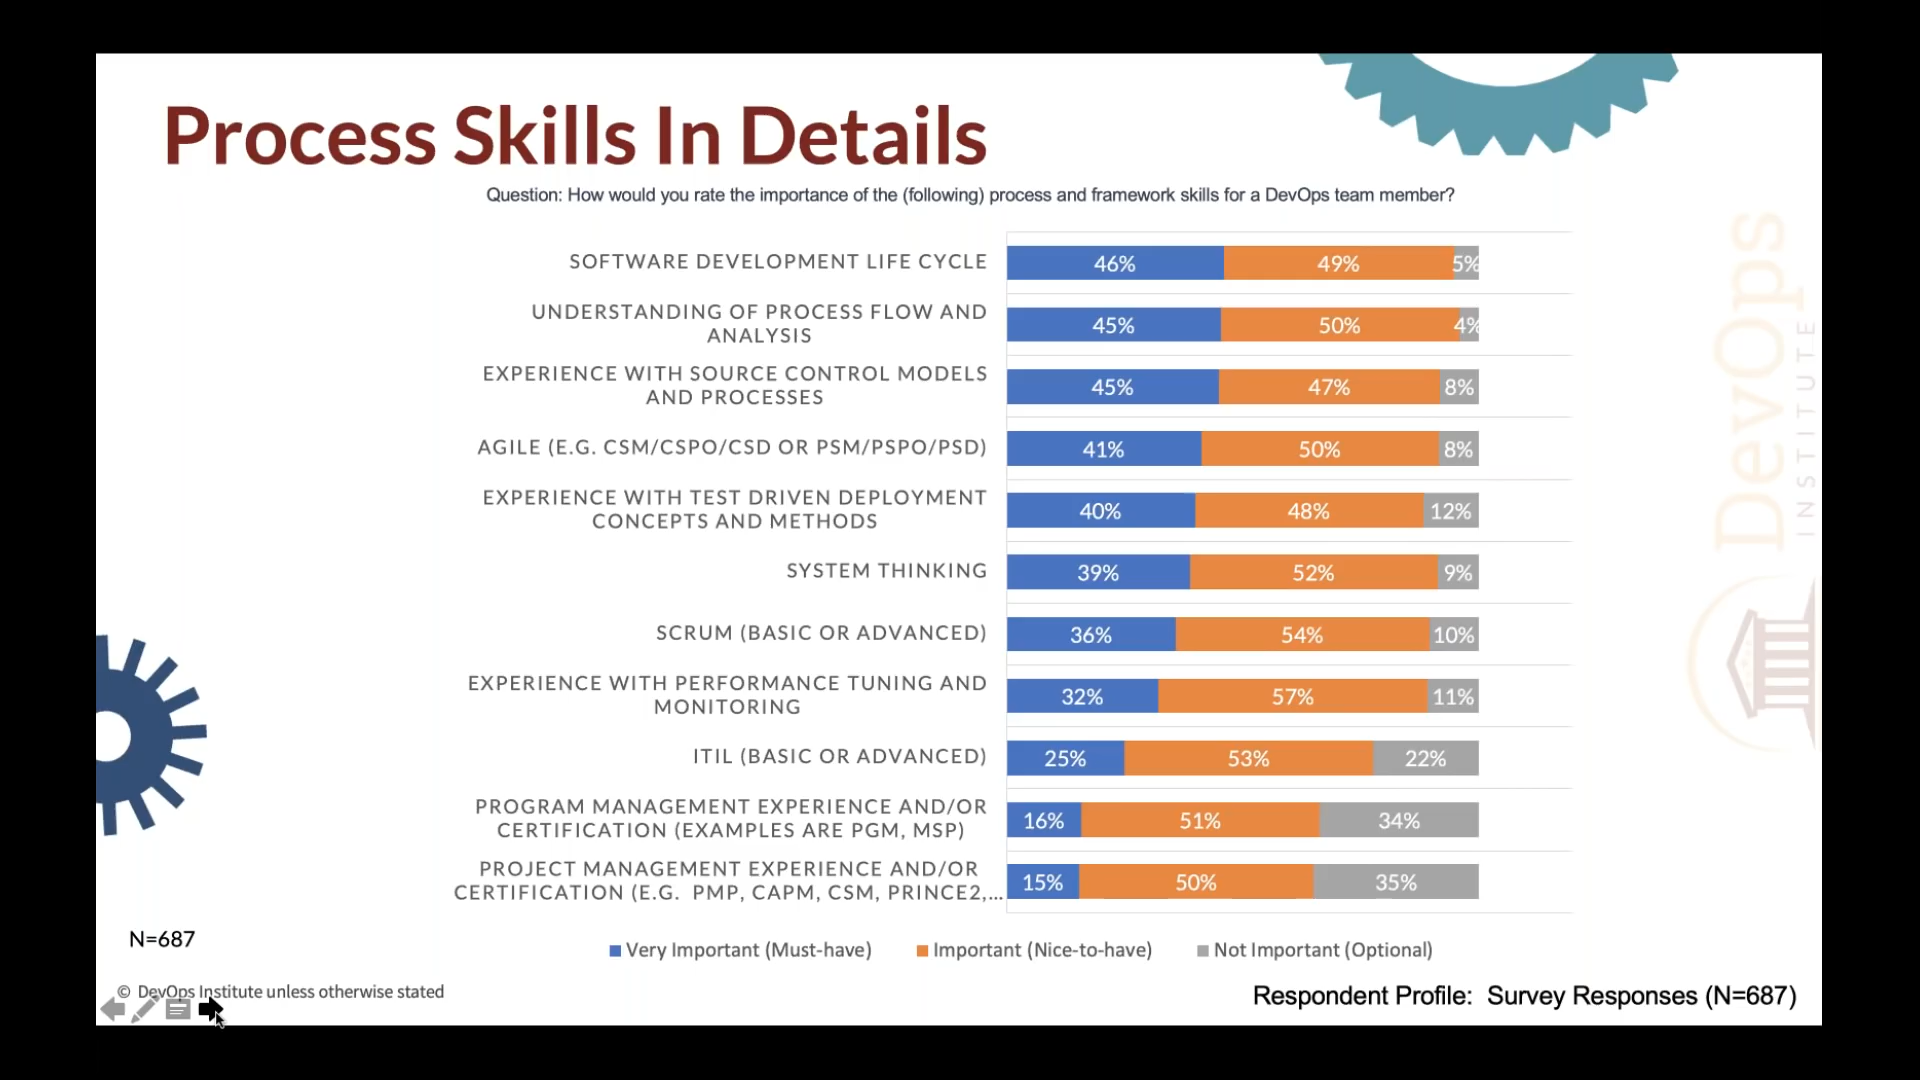 Process Skills In Details
Question: How would you rate the importance of the (following) process and framework skills for a DevOps team member?
SOFTWARE DEVELOPMENT LIFE CYCLE 46% 49% 5%
UNDERSTANDING OF PROCESS FLOW AND
ANALYSIS 45% 50% 4%
EXPERIENCE WITH SOURCE CONTROL MODELS
AND PROCESSES 45% 47% 8%
AGILE (E.G. CSM/CSPO/CSD OR PSM/PSPO/PSD) 41% 50% 8%
EXPERIENCE WITH TEST DRIVEN DEPLOYMENT
CONCEPTS AND METHODS 40% 48% 12%
SYSTEM THINKING 39% 52% 9%
SCRUM (BASIC OR ADVANCED) 36% 54% 10%
EXPERIENCE WITH PERFORMANCE TUNING AND
MONITORING 32% 57% 11%
ITIL (BASIC OR ADVANCED) 25% 53% 22%
PROGRAM MANAGEMENT EXPERIENCE AND/OR
CERTIFICATION (EXAMPLES ARE PGM, MSP) 16% 51% 34%
PROJECT MANAGEMENT EXPERIENCE AND/OR
CERTIFICATION (E.G. PMP, CAPM, CSM, PRINCE2,... 15% 50% 35%
Very Important (Must-have) Important (Nice-to-have) Not Important (Optional)
N=687
© DevOps Institute unless otherwise stated
Respondent Profile: Survey Responses (N=687)
DevOps
INSTITUTE